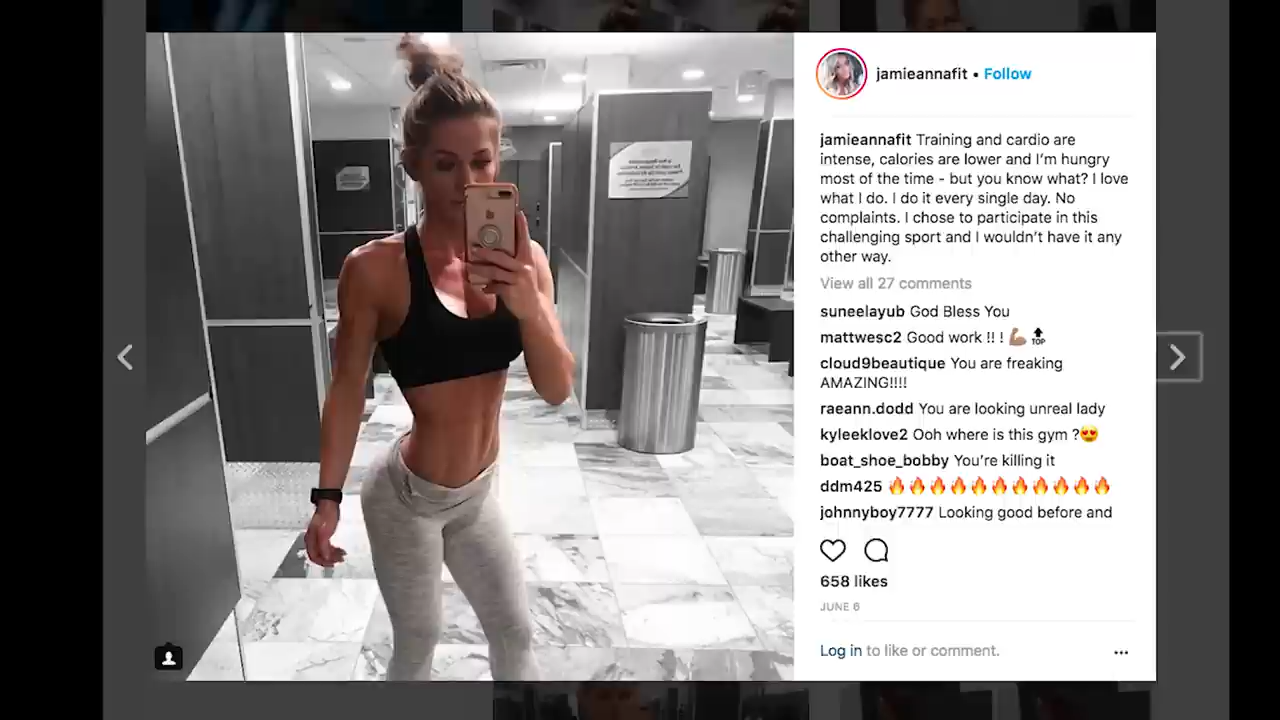 jamieannafit • Follow
jamieannafit Training and cardio are
intense, calories are lower and I'm hungry
most of the time - but you know what? I love
what I do. I do it every single day. No
complaints. I chose to participate in this
challenging sport and I wouldn't have it any
other way.
View all 27 comments
suneelayub God Bless You
mattwesc2 Good work !! ! 💪🏽🔝
cloud9beautique You are freaking
AMAZING!!!!
raeann.dodd You are looking unreal lady
kyleeklove2 Ooh where is this gym ?😍
boat_shoe_bobby You're killing it
ddm425 🔥🔥🔥🔥🔥🔥🔥🔥🔥🔥🔥
johnnyboy7777 Looking good before and
658 likes
JUNE 6
Log in to like or comment.